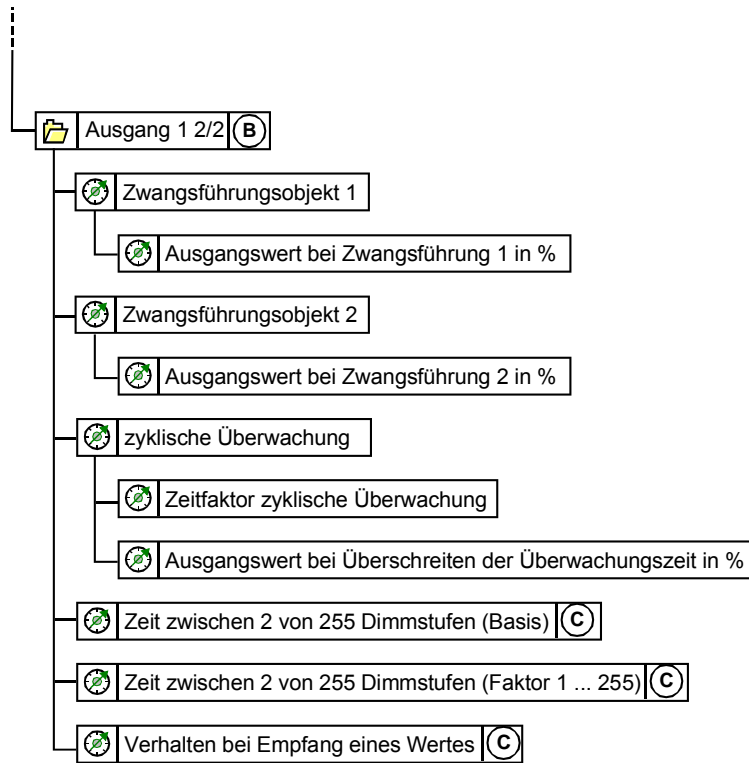 Ausgang 1 2/2 B
Zwangsführungsobjekt 1
Ausgangswert bei Zwangsführung 1 in %
Zwangsführungsobjekt 2
Ausgangswert bei Zwangsführung 2 in %
zyklische Überwachung
Zeitfaktor zyklische Überwachung
Ausgangswert bei Überschreiten der Überwachungszeit in %
Zeit zwischen 2 von 255 Dimmstufen (Basis) C
Zeit zwischen 2 von 255 Dimmstufen (Faktor 1 ... 255) C
Verhalten bei Empfang eines Wertes C